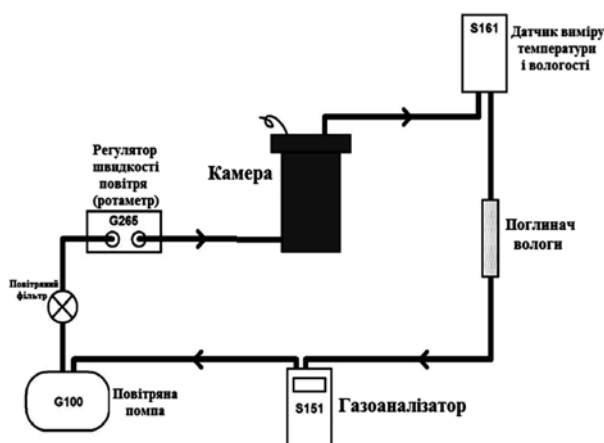 S161
Датчик виміру
температури
і вологості
Регулятор
швидкості
повітря
(ротаметр)
G265
Камера
Поглинач
вологи
Повітряний
фільтр
G100
Повітряна
помпа
S151
Газоаналізатор